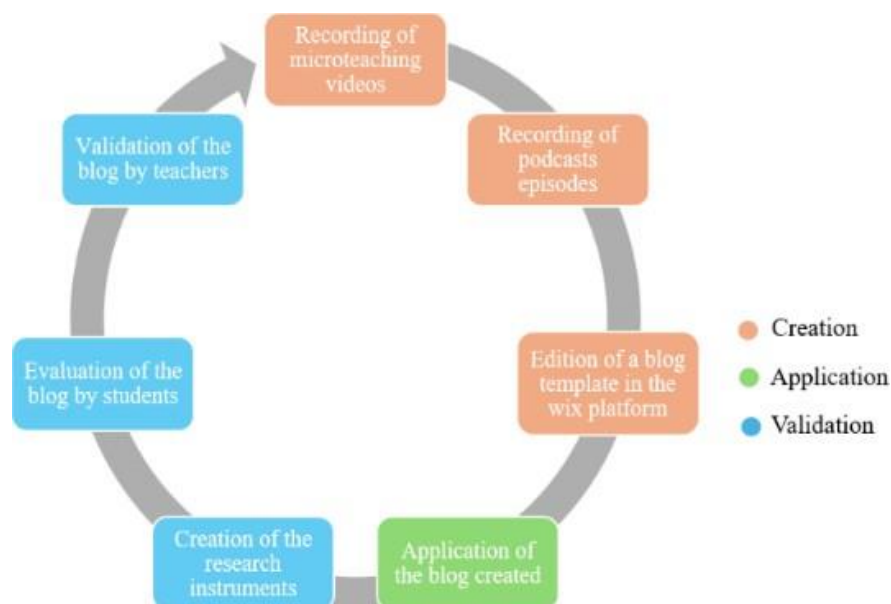 Recording of
microteaching
videos
Recording of
podcasts
episodes
Edition of a blog
template in the
wix platform
Application of
the blog created
Creation of the
research
instruments
Evaluation of the
blog by students
Validation of the
blog by teachers
Creation
Application
Validation